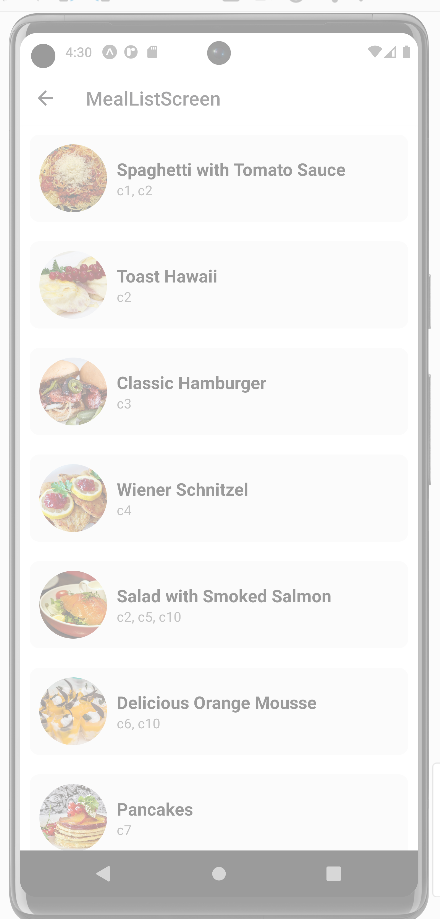 4:30
MealListScreen
Spaghetti with Tomato Sauce
c1, c2
Toast Hawaii
c2
Classic Hamburger
c3
Wiener Schnitzel
c4
Salad with Smoked Salmon
c2, c5, c10
Delicious Orange Mousse
c6, c10
Pancakes
c7